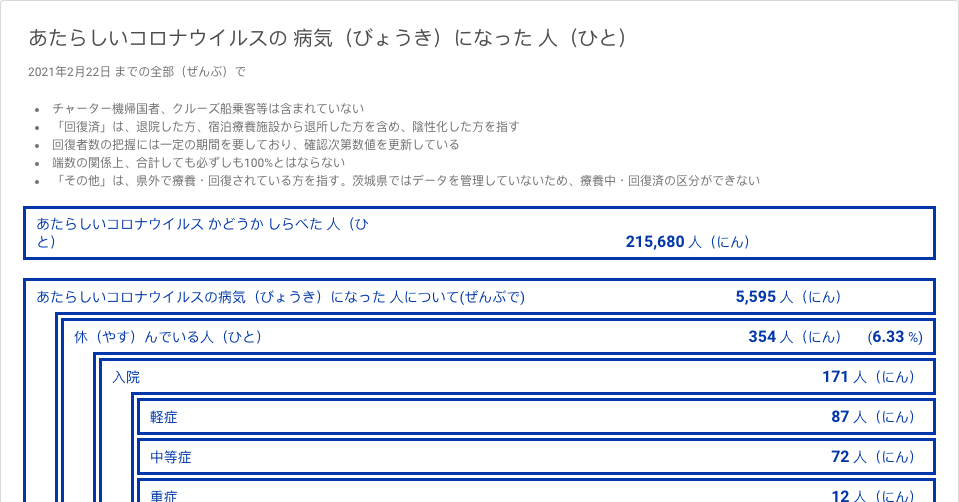 あたらしいコロナウイルスの 病気（びょうき）になった 人（ひと）
2021年2月22日 までの全部（ぜんぶ）で
チャーター機帰国者、クルーズ船乗客等は含まれていない
「回復済」は、退院した方、宿泊療養施設から退所した方を含め、陰性化した方を指す
回復者数の把握には一定の期間を要しており、確認次第数値を更新している
端数の関係上、合計しても必ずしも100%とはならない
「その他」は、県外で療養・回復されている方を指す。茨城県ではデータを管理していないため、療養中・回復済の区分ができない
あたらしいコロナウイルス かどうか しらべた 人（ひ
と） 215,680 人（にん）
あたらしいコロナウイルスの病気（びょうき）になった 人について(ぜんぶで) 5,595 人（にん）
休（やす）んでいる人（ひと） 354 人（にん） (6.33 %)
入院 171 人（にん）
軽症 87 人（にん）
中等症 72 人（にん）
重症 12 人（にん）